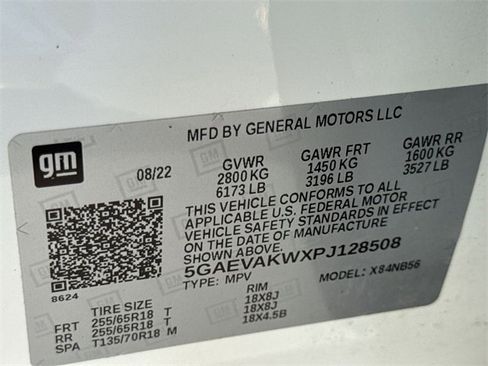 MFD BY GENERAL MOTORS LLC
gm
08/22 GVWR GAWR FRT GAWR RR
2800 KG 1450 KG 1600 KG
6173 LB 3196 LB 3527 LB
THIS VEHICLE CONFORMS TO ALL
APPLICABLE U.S. FEDERAL MOTOR
VEHICLE SAFETY STANDARDS IN EFFECT
ON THE DATE OF MANUFACTURE
SHOWN ABOVE.
5GAEVAKWXPJ128508
TYPE: MPV MODEL: X84NB56
8624
TIRE SIZE RIM
FRT 255/65R18 T 18X8J
RR 255/65R18 T 18X8J
SPA T135/70R18 M 18X4.5B